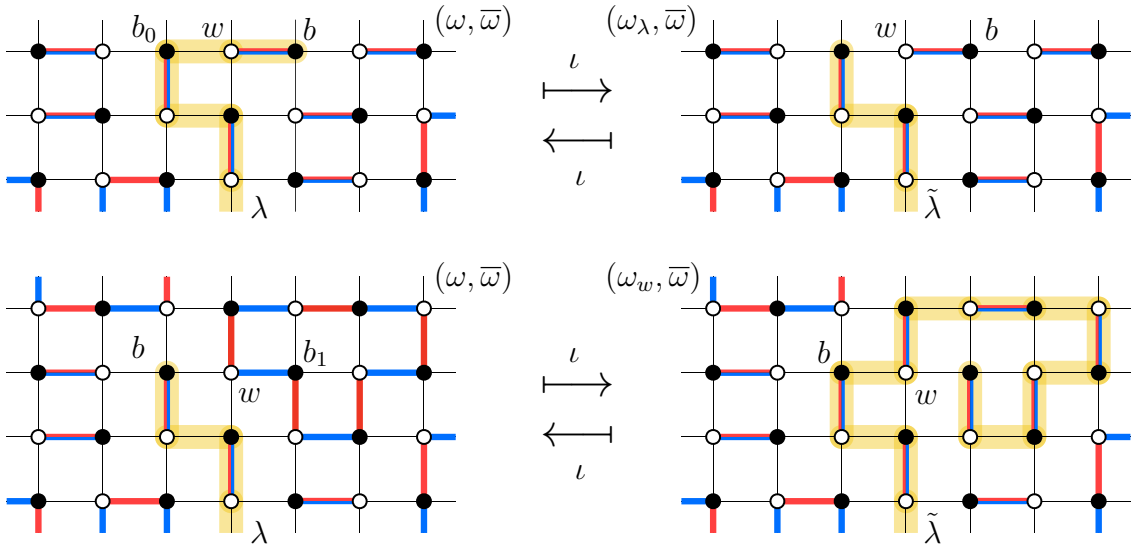 b₀ w b (ω, ω̅) (ω_λ, ω̅) w b
ι
ι
λ λ̃
(ω, ω̅) (ω_w, ω̅)
b b₁ b
w ι w
ι
λ λ̃